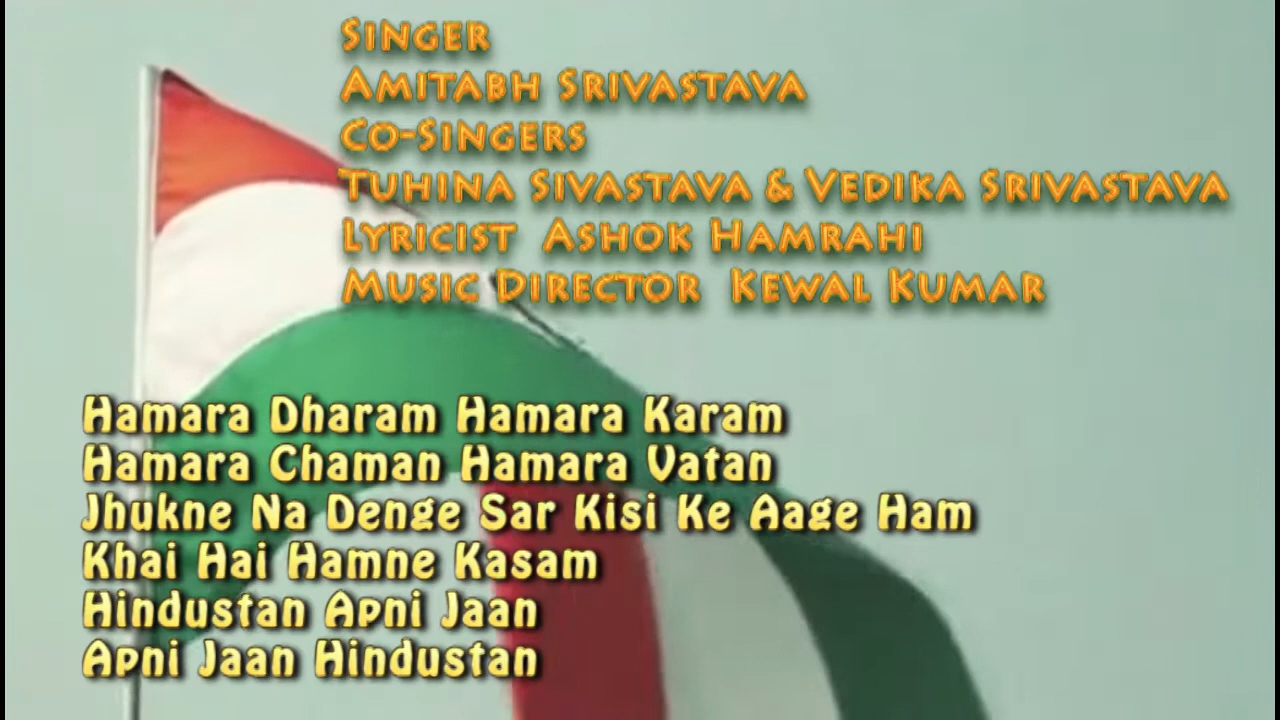 Singer
Amitabh Srivastava
Co-Singers
Tuhina Sivastava & Vedika Srivastava
Lyricist Ashok Hamrahi
Music Director Kewal Kumar
Hamara Dharam Hamara Karam
Hamara Chaman Hamara Vatan
Jhukne Na Denge Sar Kisi Ke Aage Ham
Khai Hai Hamne Kasam
Hindustan Apni Jaan
Apni Jaan Hindustan